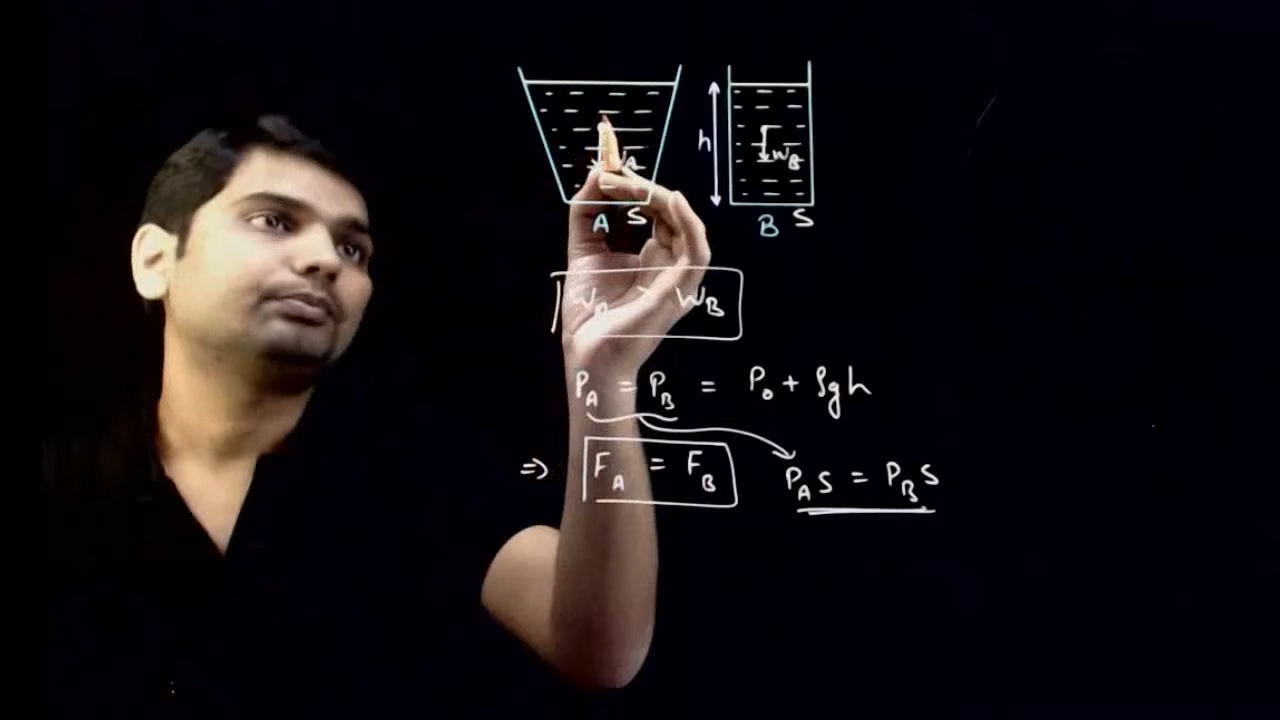 h
W_B
A S
B S
> W_B
P_A = P_B = P_0 + ρgh
⇒ F_A = F_B
P_A S = P_B S